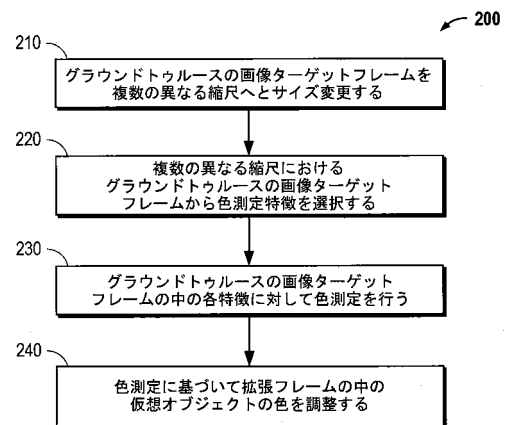 200
210
グラウンドトゥルースの画像ターゲットフレームを
複数の異なる縮尺へとサイズ変更する
220
複数の異なる縮尺における
グラウンドトゥルースの画像ターゲット
フレームから色測定特徴を選択する
230
グラウンドトゥルースの画像ターゲット
フレームの中の各特徴に対して色測定を行う
240
色測定に基づいて拡張フレームの中の
仮想オブジェクトの色を調整する